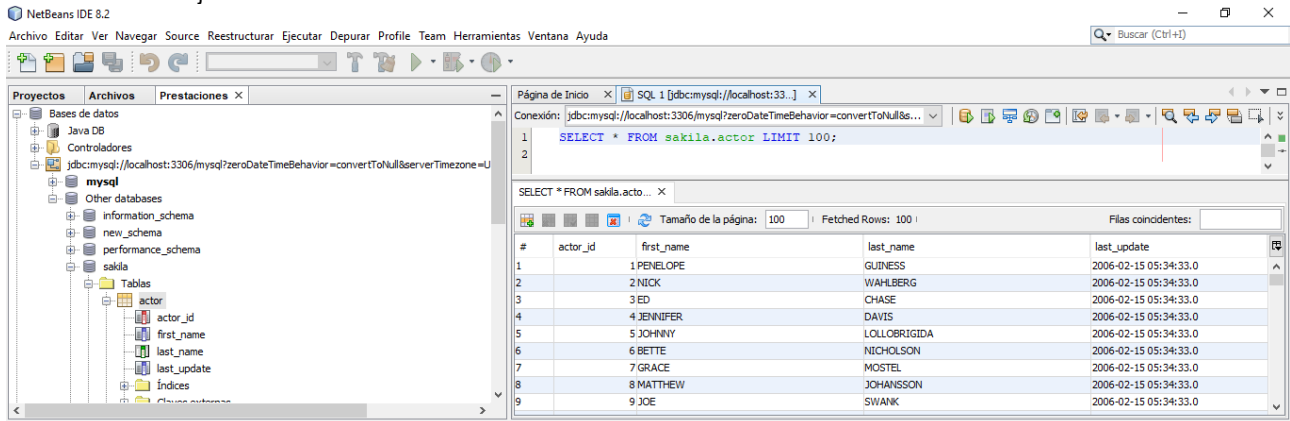 NetBeans IDE 8.2
Archivo Editar Ver Navegar Source Reestructurar Ejecutar Depurar Profile Team Herramientas Ventana Ayuda
Buscar (Ctrl+I)
Proyectos Archivos Prestaciones
Bases de datos
Java DB
Controladores
jdbc:mysql://localhost:3306/mysql?zeroDateTimeBehavior=convertToNull&serverTimezone=U
mysql
Other databases
information_schema
new_schema
performance_schema
sakila
Tablas
actor
actor_id
first_name
last_name
last_update
Índices
Claves externas
Página de Inicio SQL 1 [jdbc:mysql://localhost:33...]
Conexión: jdbc:mysql://localhost:3306/mysql?zeroDateTimeBehavior=convertToNull&s...
1 SELECT * FROM sakila.actor LIMIT 100;
2
SELECT * FROM sakila.acto...
Tamaño de la página: 100 Fetched Rows: 100 Filas coincidentes:
# actor_id first_name last_name last_update
1 1 PENELOPE GUINESS 2006-02-15 05:34:33.0
2 2 NICK WAHLBERG 2006-02-15 05:34:33.0
3 3 ED CHASE 2006-02-15 05:34:33.0
4 4 JENNIFER DAVIS 2006-02-15 05:34:33.0
5 5 JOHNNY LOLLOBRIGIDA 2006-02-15 05:34:33.0
6 6 BETTE NICHOLSON 2006-02-15 05:34:33.0
7 7 GRACE MOSTEL 2006-02-15 05:34:33.0
8 8 MATTHEW JOHANSSON 2006-02-15 05:34:33.0
9 9 JOE SWANK 2006-02-15 05:34:33.0